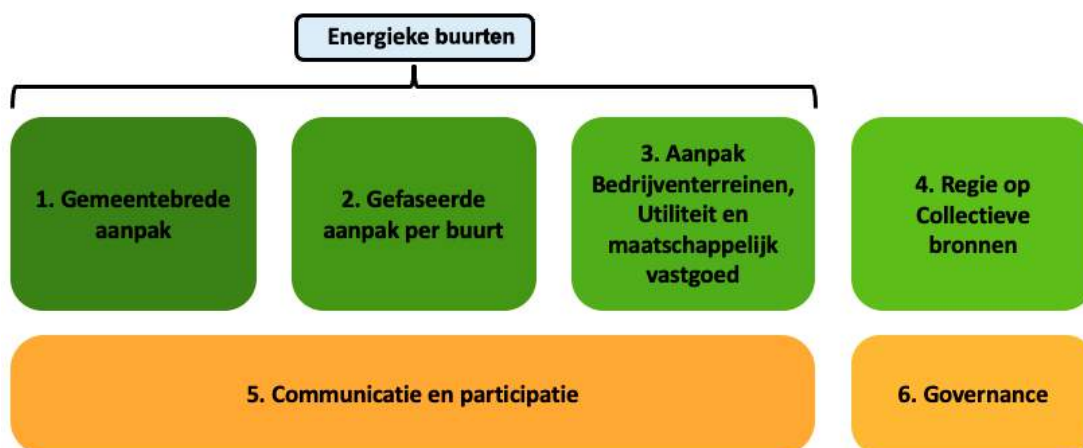 Energieke buurten
1. Gemeentebrede
aanpak
2. Gefaseerde
aanpak per buurt
3. Aanpak
Bedrijventerreinen,
Utiliteit en
maatschappelijk
vastgoed
4. Regie op
Collectieve
bronnen
5. Communicatie en participatie
6. Governance